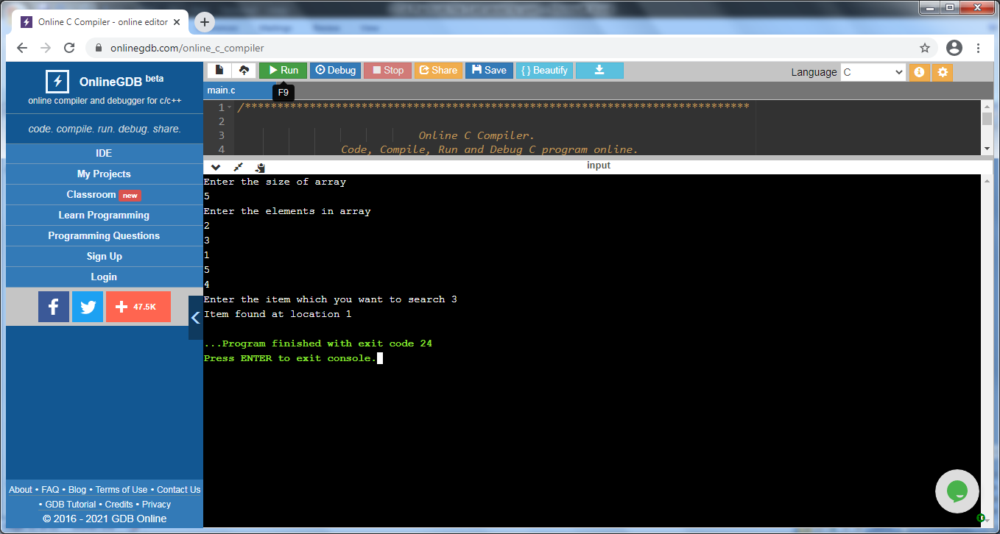 Online C Compiler - online editor
onlinegdb.com/online_c_compiler
OnlineGDB beta
online compiler and debugger for c/c++
code. compile. run. debug. share.
IDE
My Projects
Classroom new
Learn Programming
Programming Questions
Sign Up
Login
47.5K
About • FAQ • Blog • Terms of Use • Contact Us
• GDB Tutorial • Credits • Privacy
© 2016 - 2021 GDB Online
Run Debug Stop Share Save { } Beautify
Language C
main.c
F9
1 /******************************************************************************
2
3 Online C Compiler.
4 Code, Compile, Run and Debug C program online.
input
Enter the size of array
5
Enter the elements in array
2
3
1
5
4
Enter the item which you want to search 3
Item found at location 1
...Program finished with exit code 24
Press ENTER to exit console.